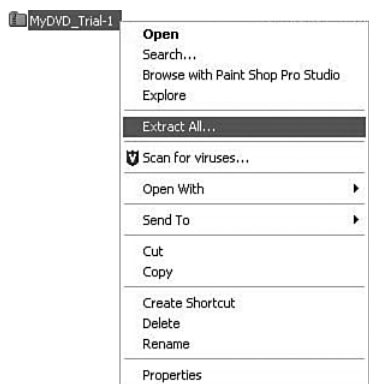 MyDVD_Trial-1
Open
Search...
Browse with Paint Shop Pro Studio
Explore
Extract All...
Scan for viruses...
Open With
Send To
Cut
Copy
Create Shortcut
Delete
Rename
Properties